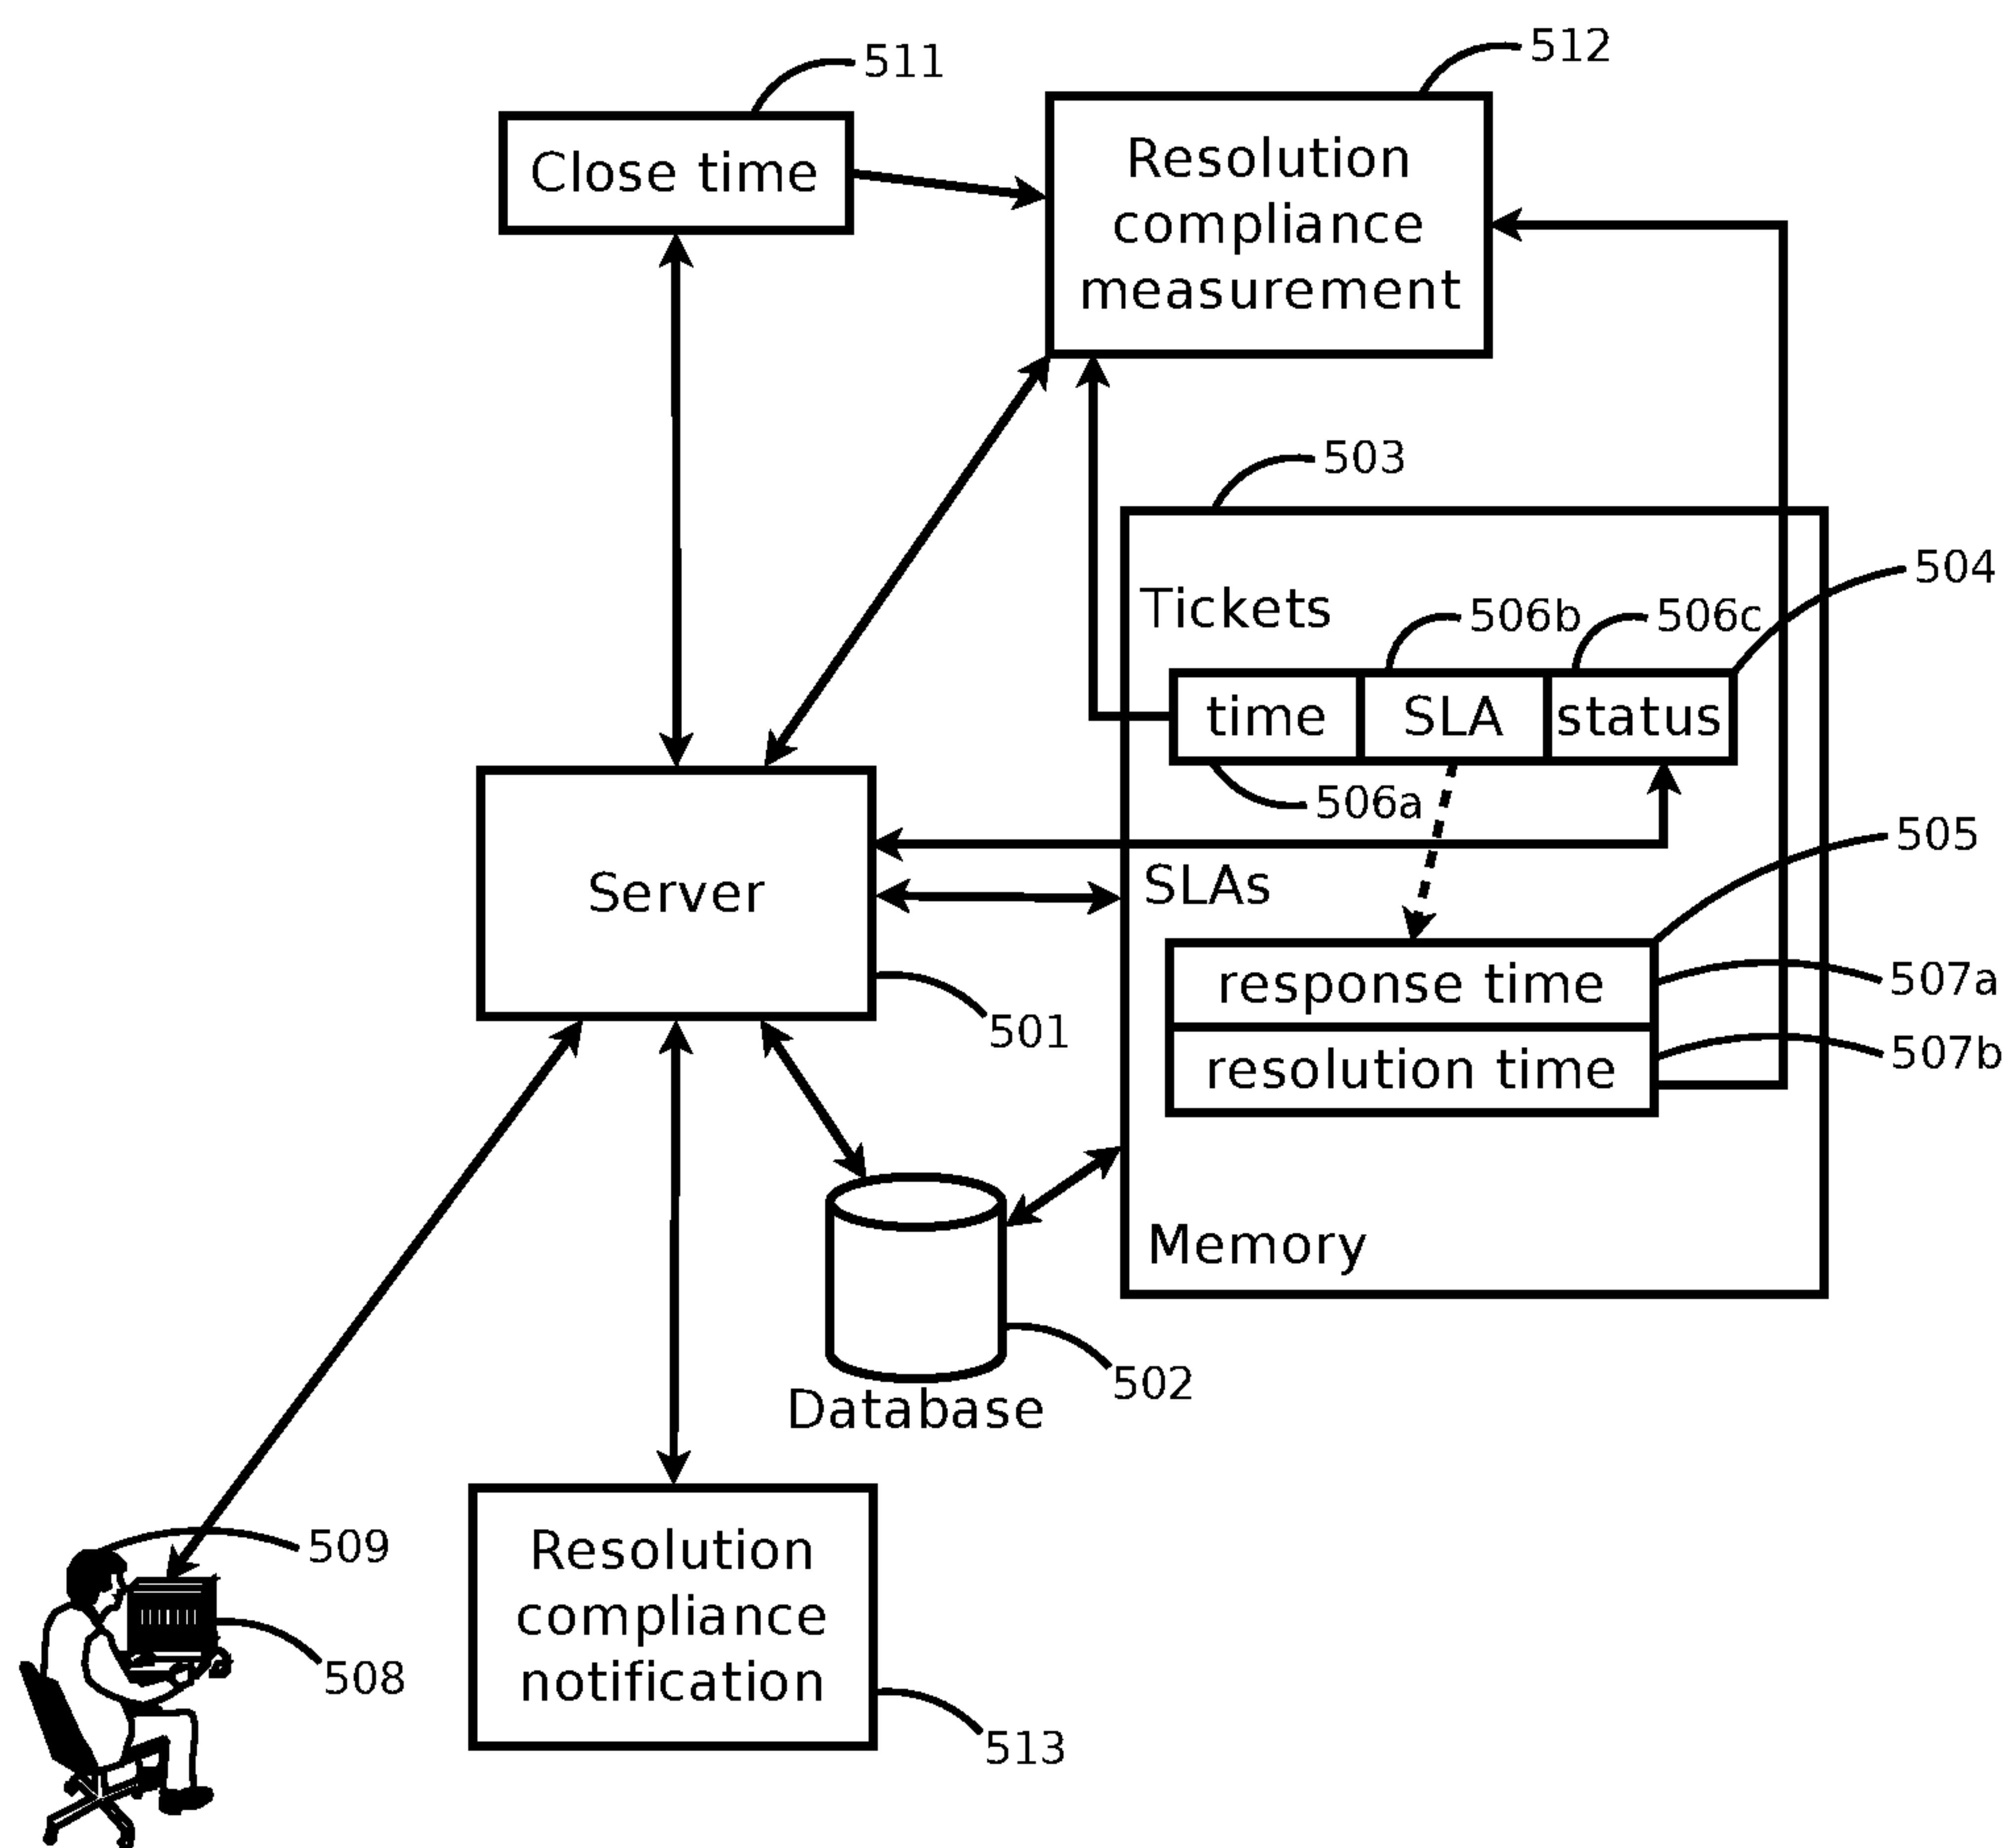 511
512
Close time
Resolution
compliance
measurement
503
504
Tickets
506b
506c
time
SLA
status
506a
505
Server
SLAs
response time
507a
501
resolution time
507b
Memory
502
Database
509
Resolution
compliance
notification
508
513